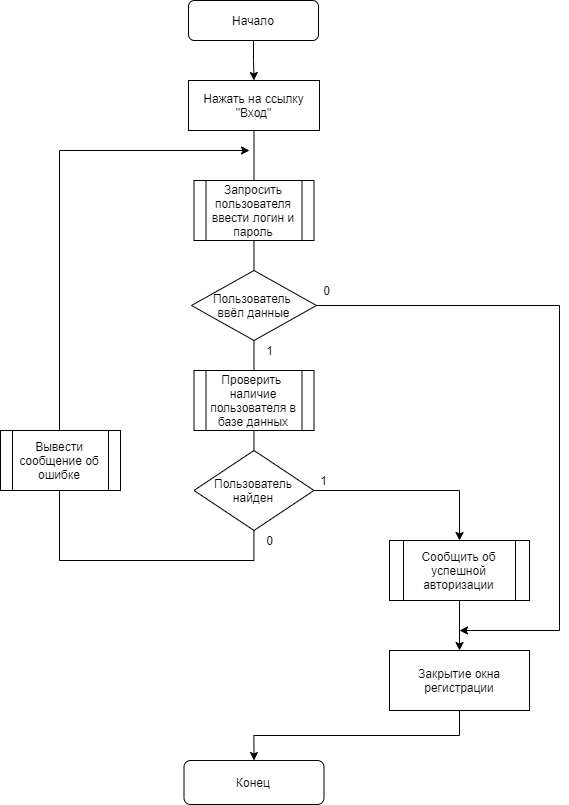 Начало
Нажать на ссылку
"Вход"
Запросить
пользователя
ввести логин и
пароль
Пользователь
ввёл данные
0
1
Проверить
наличие
пользователя в
базе данных
Вывести
сообщение об
ошибке
Пользователь
найден
1
0
Сообщить об
успешной
авторизации
Закрытие окна
регистрации
Конец